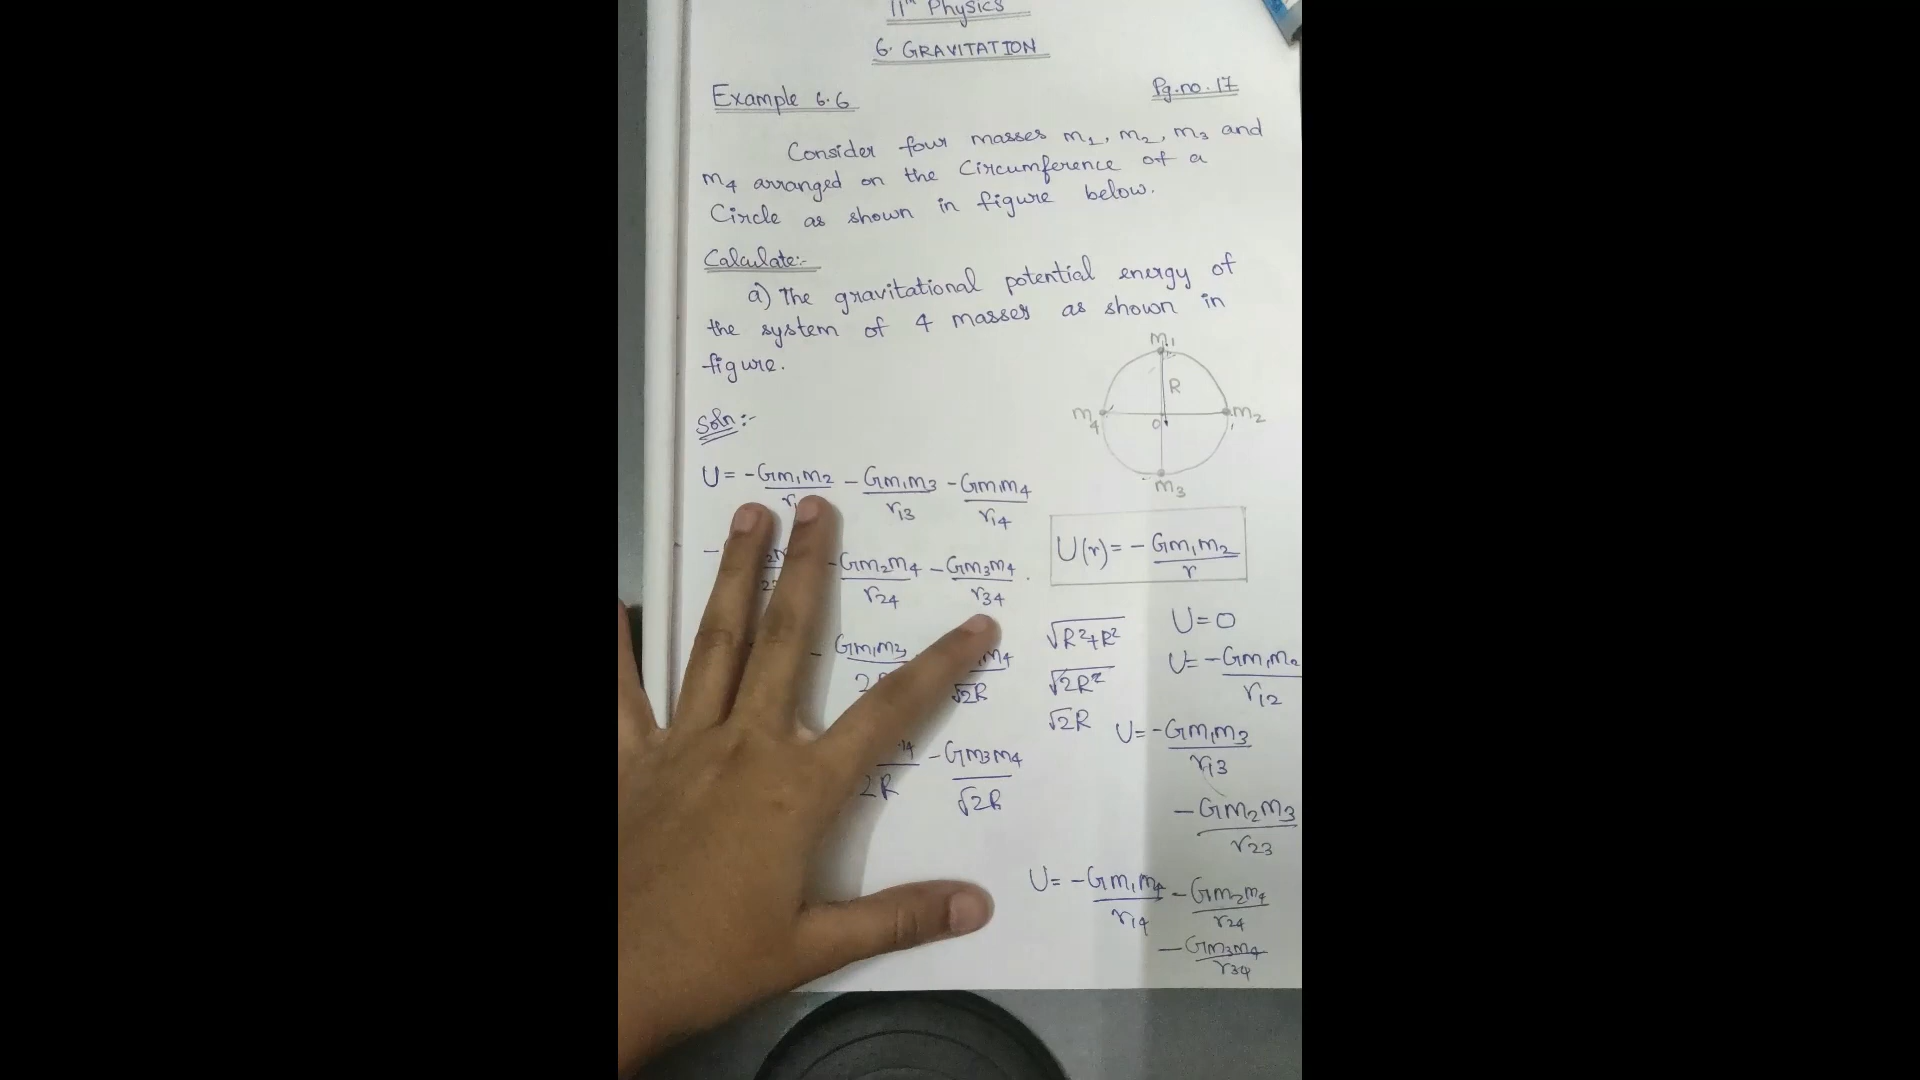 11th Physics
6. GRAVITATION
Example 6.6
Pg.no.17
Consider four masses m1, m2, m3 and
m4 arranged on the Circumference of a
Circle as shown in figure below.
Calculate:-
a) The gravitational potential energy of
the system of 4 masses as shown in
figure.
m1
R
m4
m2
O
m3
Soln:-
U = -Gm1m2 - Gm1m3 - Gm1m4
r13 r14
-Gm2m4 - Gm3m4
r24 r34
- Gm1m3
√2R
- Gm3m4
2R √2R
U(r) = - Gm1m2
r
√R²+R²
√2R²
√2R
U=0
U= -Gm1m2
r12
U= -Gm1m3
r13
- Gm2m3
r23
U= -Gm1m4 - Gm2m4
r14 r24
- Gm3m4
r34